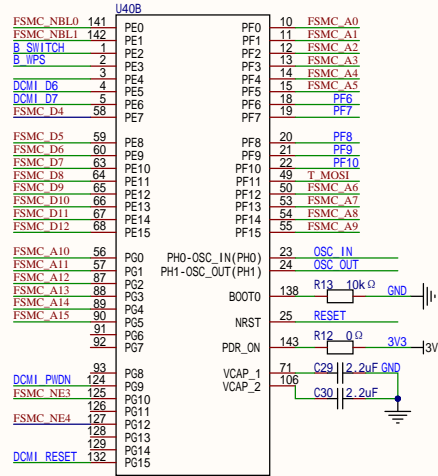 U40B
FSMC_NBL0 141 PE0 PF0 10 FSMC_A0
FSMC_NBL1 142 PE1 PF1 11 FSMC_A1
B_SWITCH 1 PE2 PF2 12 FSMC_A2
B_WPS 2 PE3 PF3 13 FSMC_A3
3 PE4 PF4 14 FSMC_A4
DCMI_D6 4 PE5 PF5 15 FSMC_A5
DCMI_D7 5 PE6 PF6 18 PF6
FSMC_D4 58 PE7 PF7 19 PF7
FSMC_D5 59 PE8 PF8 20 PF8
FSMC_D6 60 PE9 PF9 21 PF9
FSMC_D7 63 PE10 PF10 22 PF10
FSMC_D8 64 PE11 PF11 49 T_MOSI
FSMC_D9 65 PE12 PF12 50 FSMC_A6
FSMC_D10 66 PE13 PF13 53 FSMC_A7
FSMC_D11 67 PE14 PF14 54 FSMC_A8
FSMC_D12 68 PE15 PF15 55 FSMC_A9
FSMC_A10 56 PG0 PH0-OSC_IN(PH0) 23 OSC_IN
FSMC_A11 57 PG1 PH1-OSC_OUT(PH1) 24 OSC_OUT
FSMC_A12 87 PG2
FSMC_A13 88 PG3 BOOT0 138 R13 10kΩ GND
FSMC_A14 89 PG4
FSMC_A15 90 PG5 NRST 25 RESET
91 PG6
92 PG7 PDR_ON 143 R12 0Ω 3V3 3V
93 PG8 VCAP_1 71 C29 2.2uF GND
DCMI_PWDN 124 PG9 VCAP_2 106
FSMC_NE3 125 PG10 C30 2.2uF
126 PG11
FSMC_NE4 127 PG12
128 PG13
129 PG14
DCMI_RESET 132 PG15